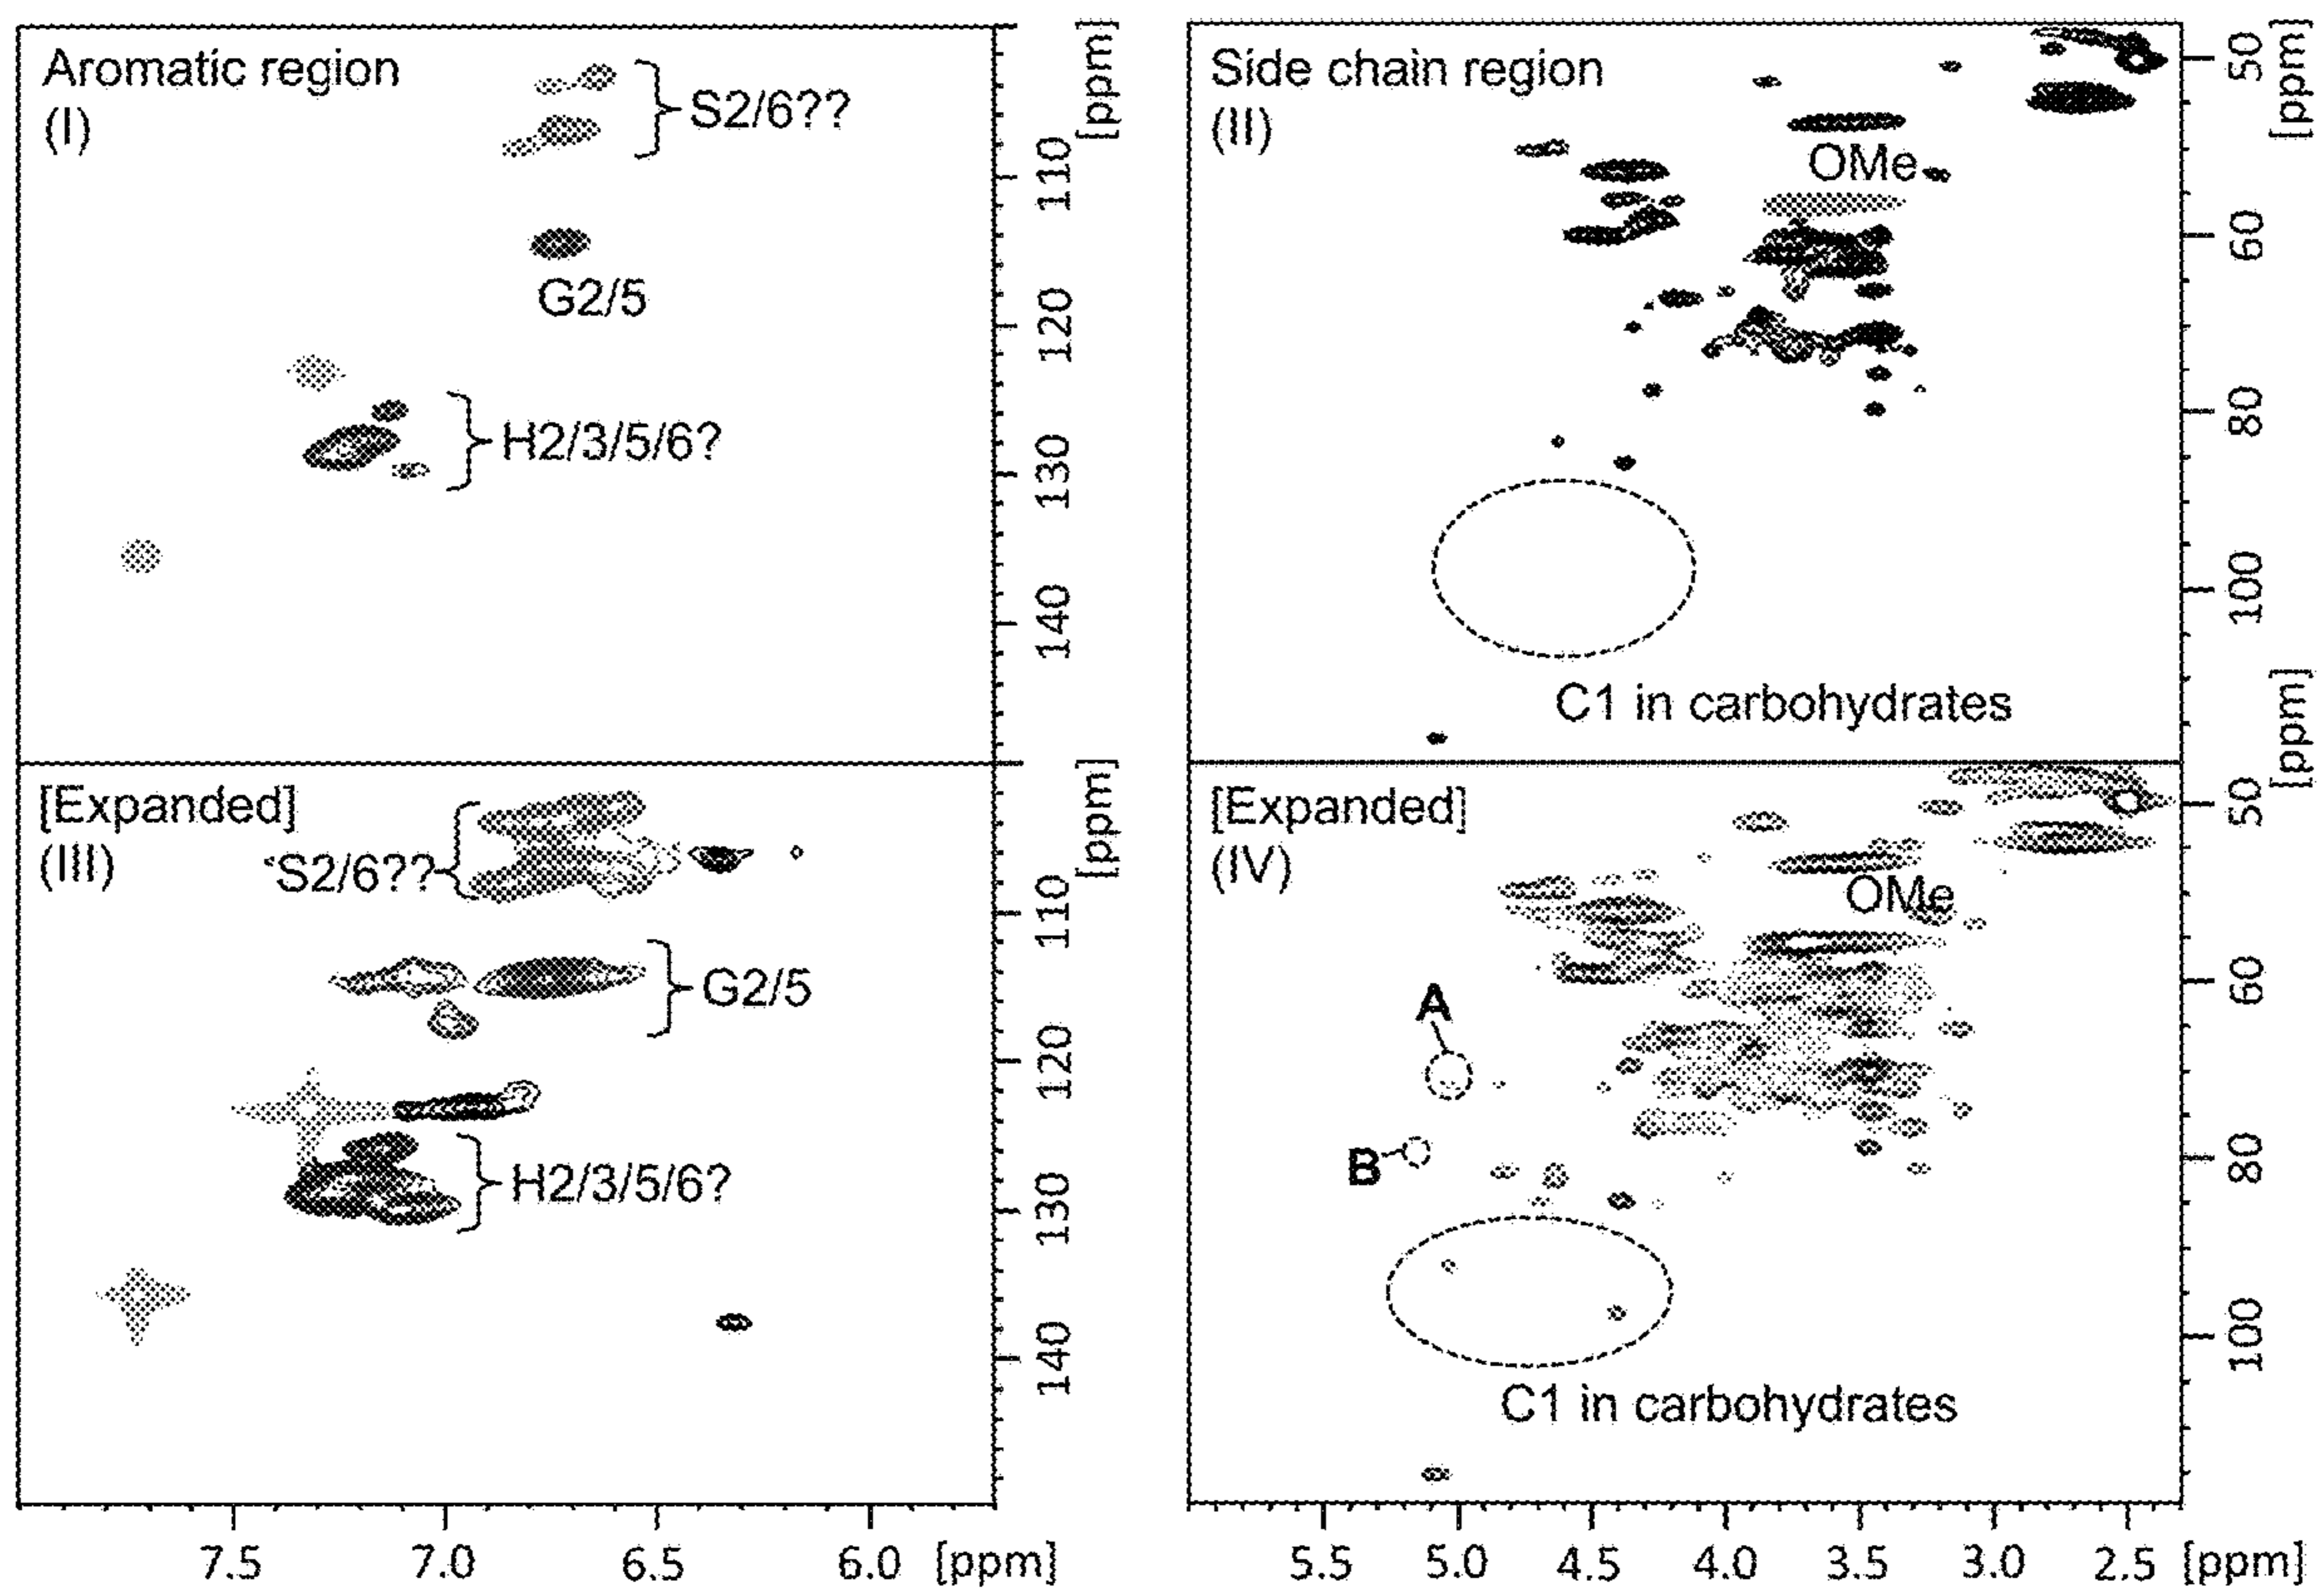 Aromatic region
(I)
S2/6??
G2/5
H2/3/5/6?
[ppm]
110
120
130
140
Side chain region
(II)
OMe
C1 in carbohydrates
[ppm]
50
60
80
100
[ppm]
[Expanded]
(III)
S2/6??
G2/5
H2/3/5/6?
[ppm]
110
120
130
140
7.5 7.0 6.5 6.0 [ppm]
[Expanded]
(IV)
OMe
A
B
C1 in carbohydrates
50
60
80
100
5.5 5.0 4.5 4.0 3.5 3.0 2.5 [ppm]